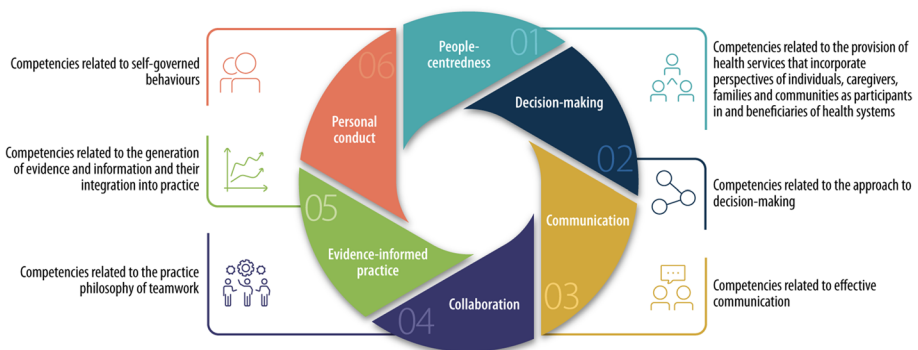 People-
centredness
01
Competencies related to the provision of
health services that incorporate
perspectives of individuals, caregivers,
families and communities as participants
in and beneficiaries of health systems
Decision-making
02
Competencies related to the approach to
decision-making
Communication
03
Competencies related to effective
communication
Collaboration
04
Competencies related to the practice
philosophy of teamwork
Evidence-informed
practice
05
Competencies related to the generation
of evidence and information and their
integration into practice
Personal
conduct
06
Competencies related to self-governed
behaviours